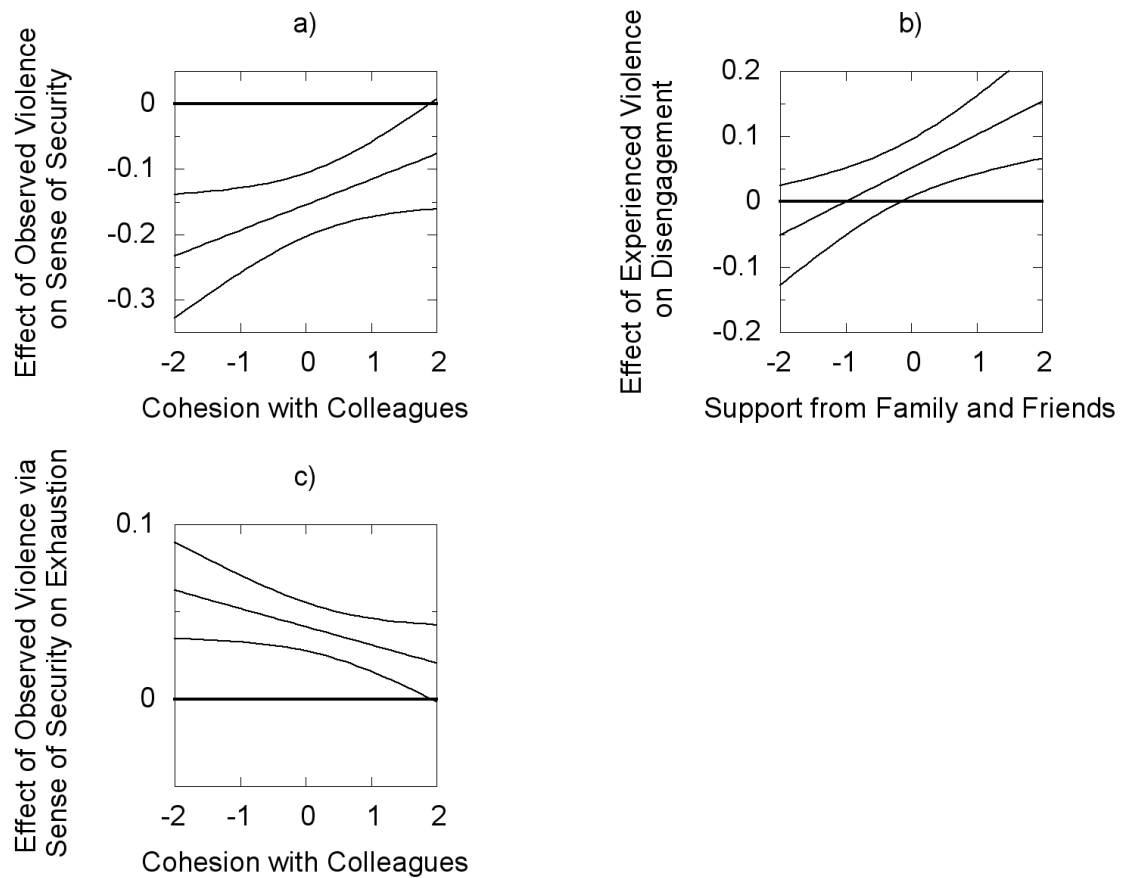 a)
Effect of Observed Violence
on Sense of Security
0
-0.1
-0.2
-0.3
-2 -1 0 1 2
Cohesion with Colleagues
b)
Effect of Experienced Violence
on Disengagement
0.2
0.1
0
-0.1
-0.2
-2 -1 0 1 2
Support from Family and Friends
c)
Effect of Observed Violence via
Sense of Security on Exhaustion
0.1
0
-2 -1 0 1 2
Cohesion with Colleagues